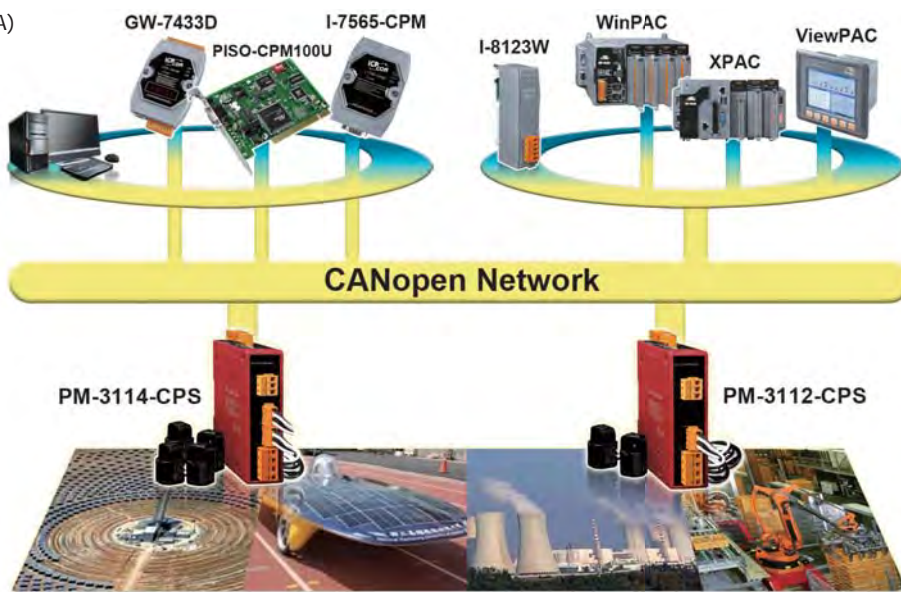 A)
GW-7433D
I-7565-CPM
PISO-CPM100U
I-8123W
WinPAC
XPAC
ViewPAC
CANopen Network
PM-3114-CPS
PM-3112-CPS